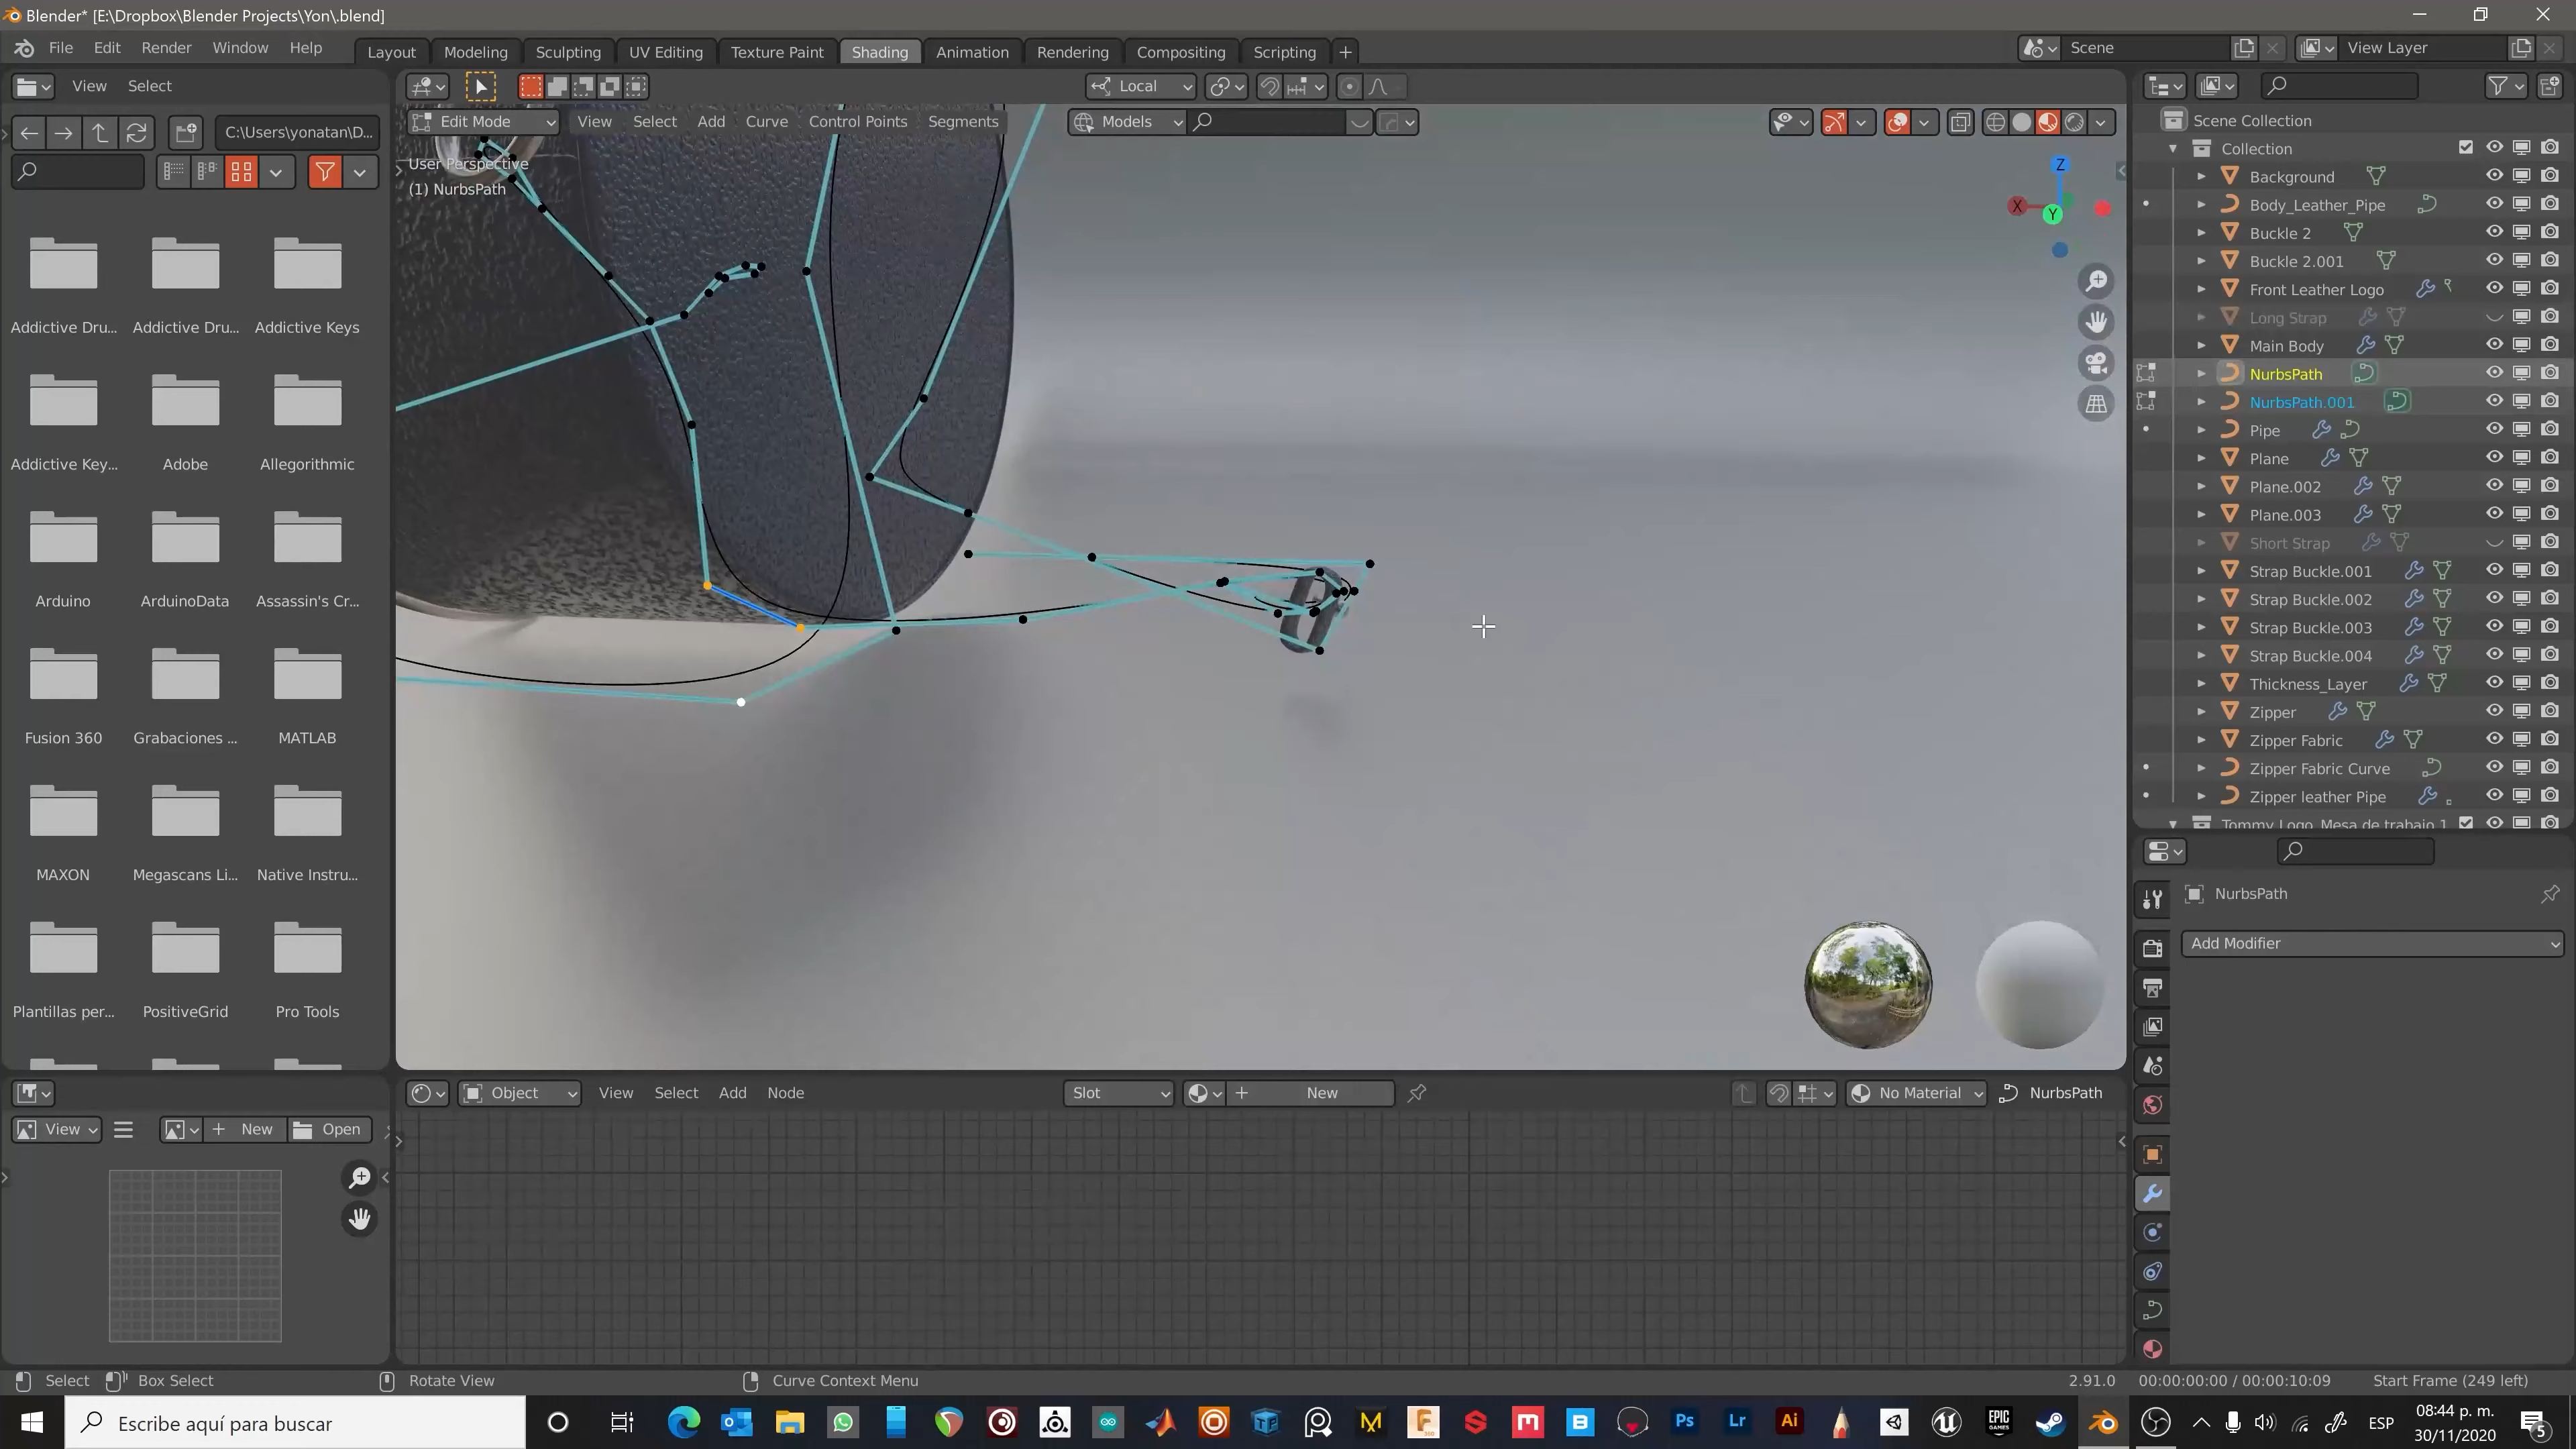 Blender* [E:\Dropbox\Blender Projects\Yon\.blend]
File Edit Render Window Help
Layout Modeling Sculpting UV Editing Texture Paint Shading Animation Rendering Compositing Scripting +
Scene
View Layer
View Select
Local
C:\Users\yonatan\D...
Edit Mode View Select Add Curve Control Points Segments
Models
User Perspective
(1) NurbsPath
Z
X
Y
Addictive Dru... Addictive Dru... Addictive Keys
Addictive Key... Adobe Allegorithmic
Arduino ArduinoData Assassin's Cr...
Fusion 360 Grabaciones ... MATLAB
MAXON Megascans Li... Native Instru...
Plantillas per... PositiveGrid Pro Tools
Scene Collection
Collection
Background
Body_Leather_Pipe
Buckle 2
Buckle 2.001
Front Leather Logo
Long Strap
Main Body
NurbsPath
NurbsPath.001
Pipe
Plane
Plane.002
Plane.003
Short Strap
Strap Buckle.001
Strap Buckle.002
Strap Buckle.003
Strap Buckle.004
Thickness_Layer
Zipper
Zipper Fabric
Zipper Fabric Curve
Zipper leather Pipe
Tommy Logo_Mesa de trabajo 1
NurbsPath
Add Modifier
Object View Select Add Node
Slot
+ New
No Material
NurbsPath
View
+ New
Open
Select
Box Select
Rotate View
Curve Context Menu
2.91.0
00:00:00:00 / 00:00:10:09
Start Frame (249 left)
Escribe aquí para buscar
Ps
Lr
Ai
EPIC
GAMES
ESP
08:44 p. m.
30/11/2020
5